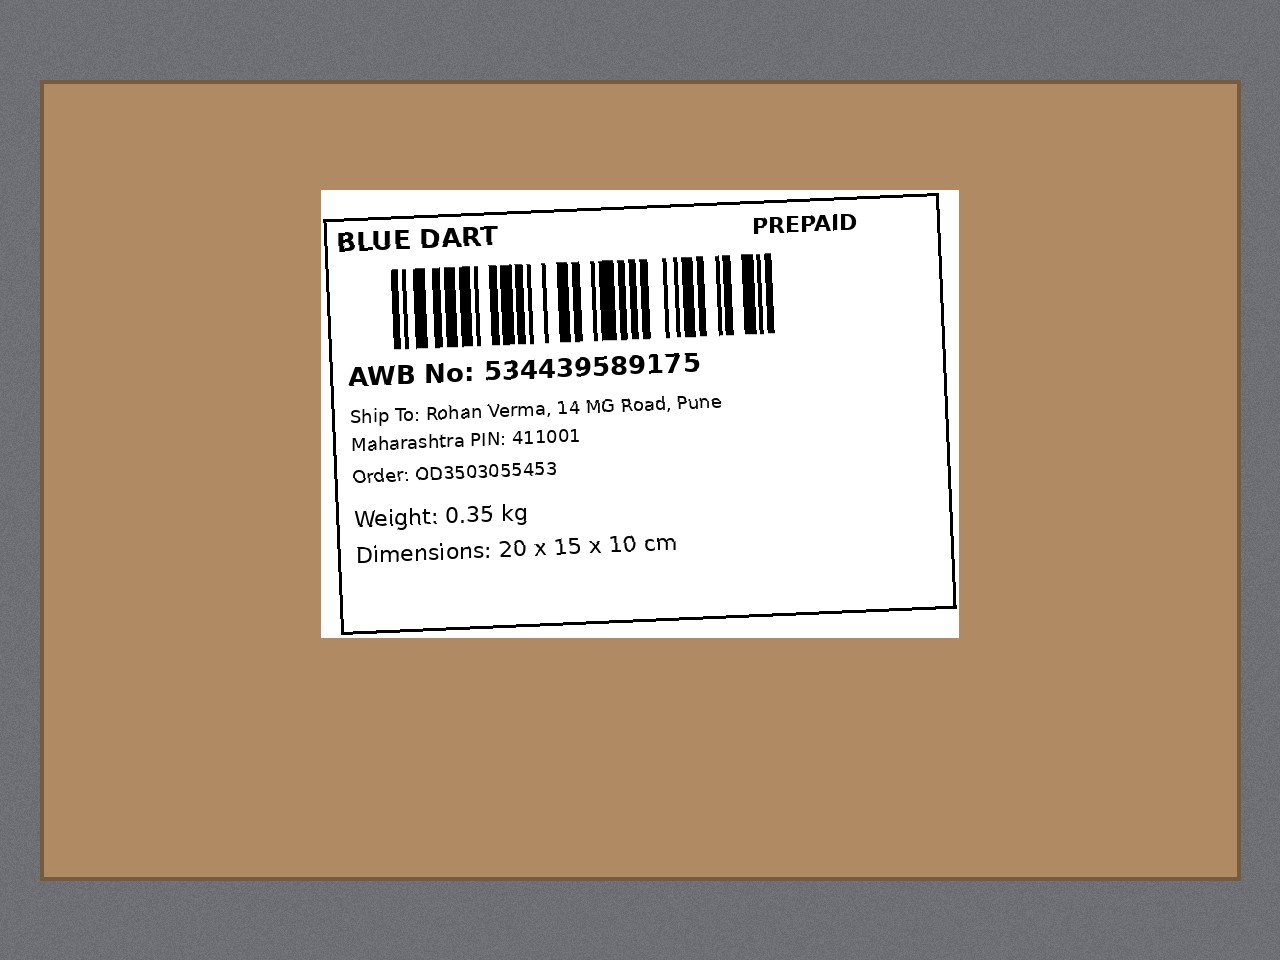 BLUE DART PREPAID
AWB No: 534439589175
Ship To: Rohan Verma, 14 MG Road, Pune
Maharashtra PIN: 411001
Order: OD3503055453
Weight: 0.35 kg
Dimensions: 20 x 15 x 10 cm